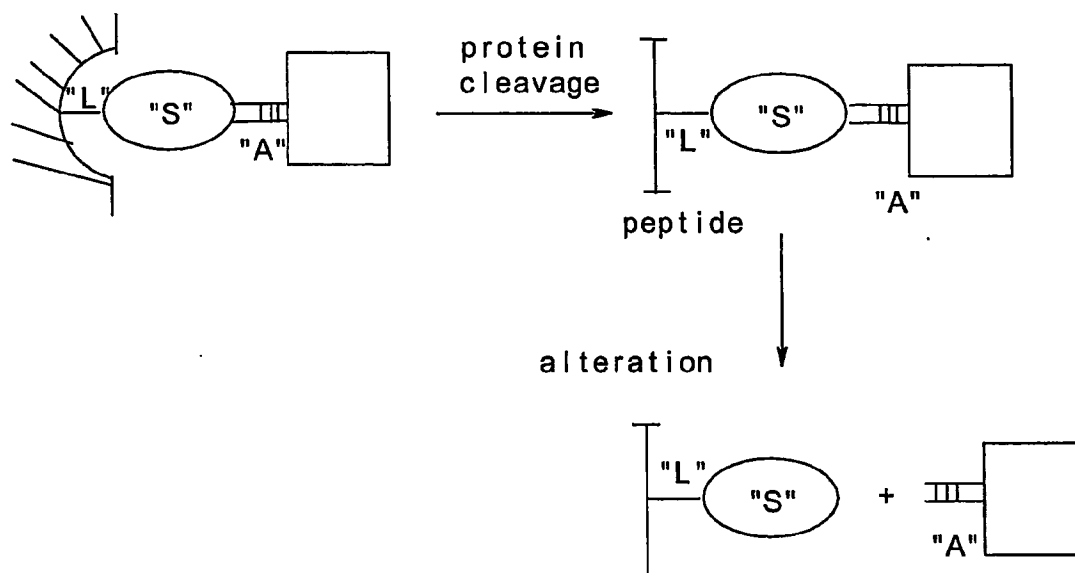 "L"
"S"
"A"
protein
cleavage
"S"
"L"
"A"
peptide
alteration
"L"
"S"
+
"A"